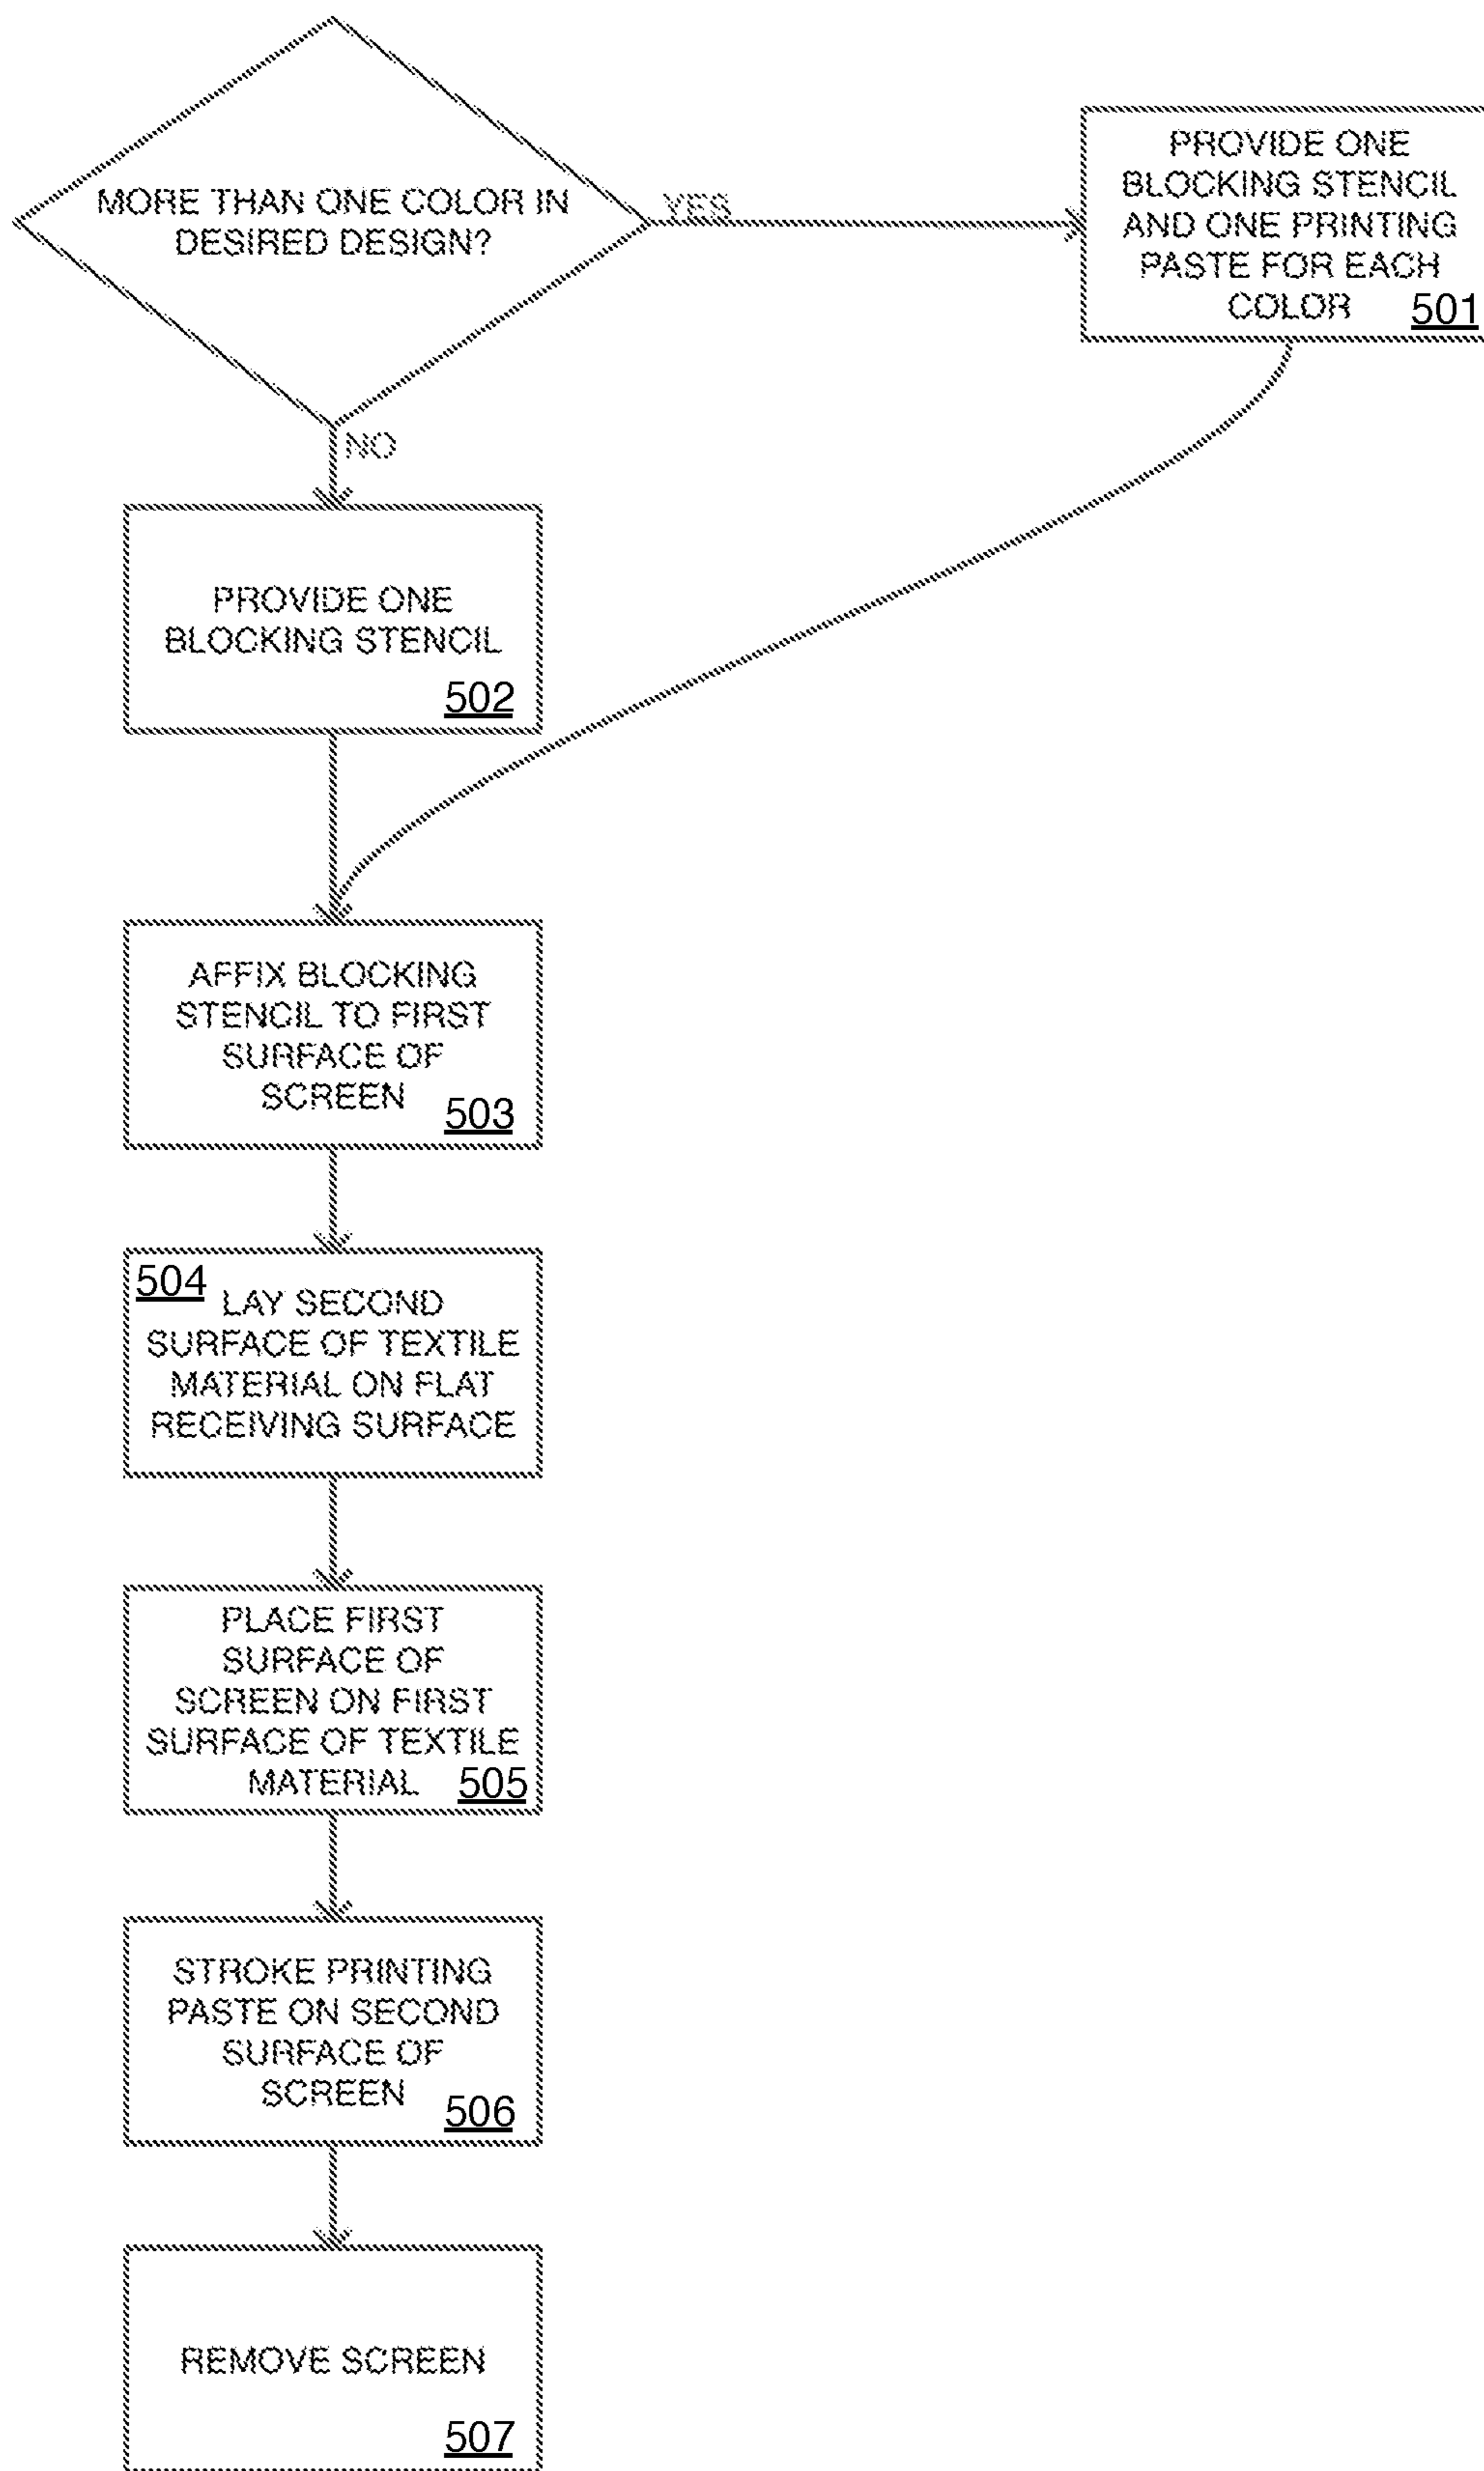 MORE THAN ONE COLOR IN
DESIRED DESIGN?
YES
PROVIDE ONE
BLOCKING STENCIL
AND ONE PRINTING
PASTE FOR EACH
COLOR 501
NO
PROVIDE ONE
BLOCKING STENCIL
502
AFFIX BLOCKING
STENCIL TO FIRST
SURFACE OF
SCREEN 503
504 LAY SECOND
SURFACE OF TEXTILE
MATERIAL ON FLAT
RECEIVING SURFACE
PLACE FIRST
SURFACE OF
SCREEN ON FIRST
SURFACE OF TEXTILE
MATERIAL 505
STROKE PRINTING
PASTE ON SECOND
SURFACE OF
SCREEN 506
REMOVE SCREEN
507